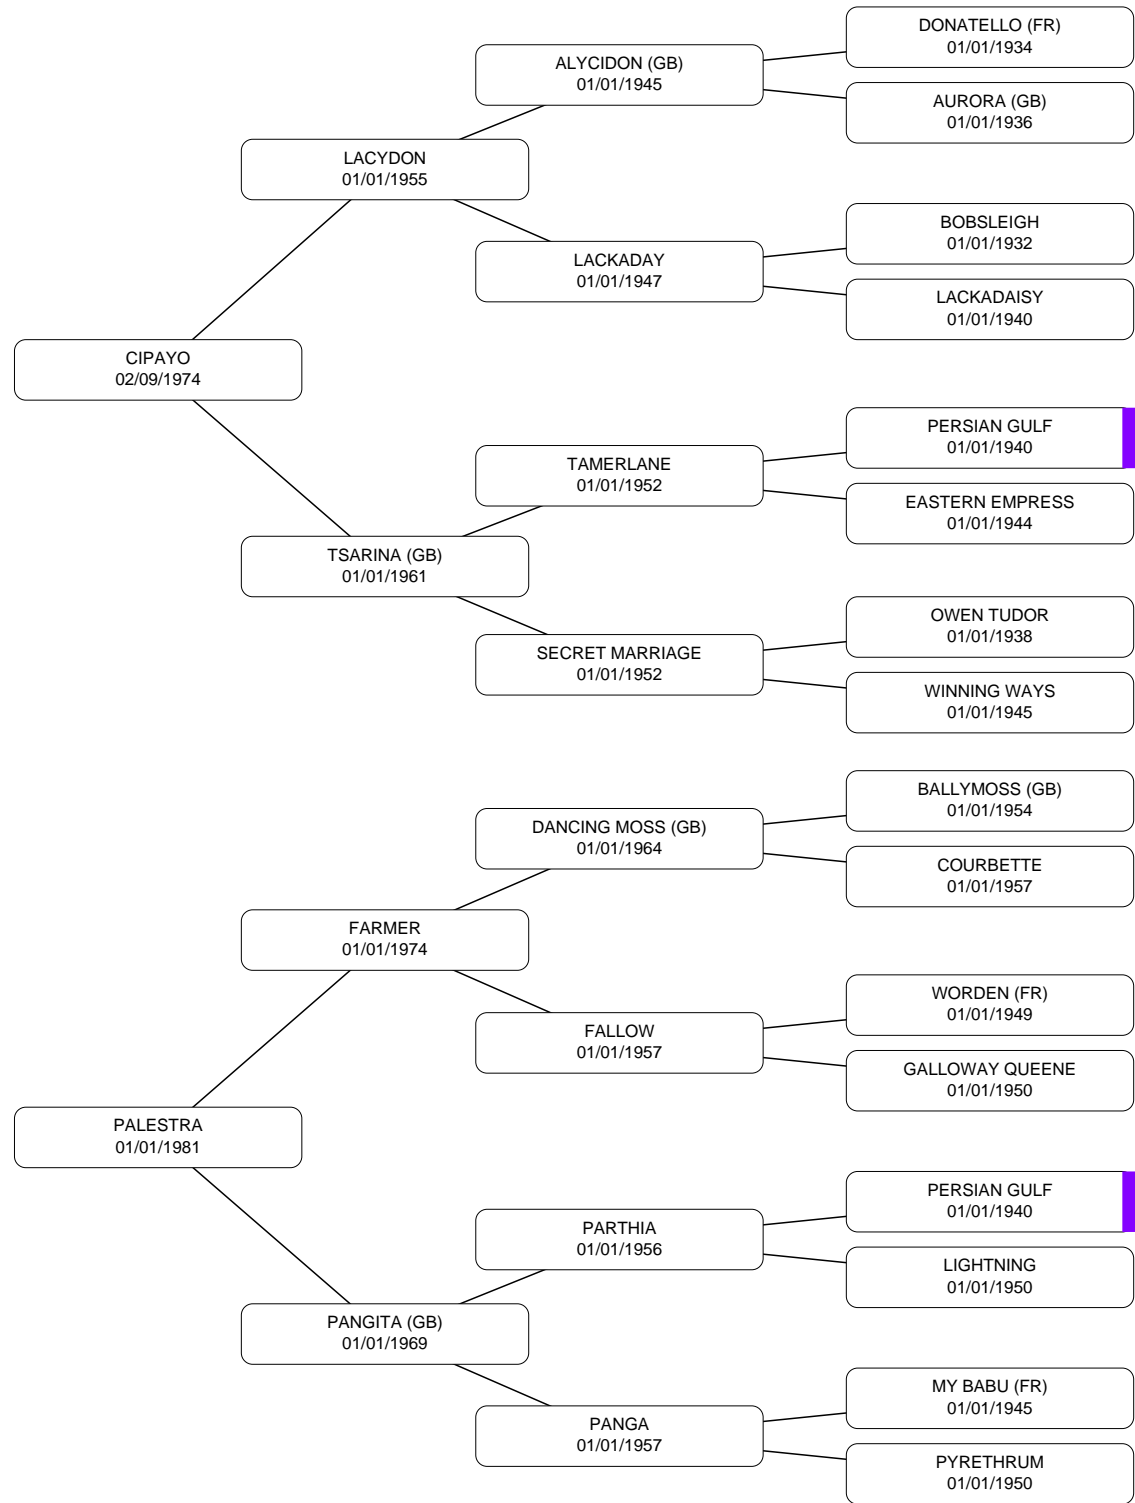 DONATELLO (FR)
01/01/1934
ALYCIDON (GB)
01/01/1945
AURORA (GB)
01/01/1936
LACYDON
01/01/1955
BOBSLEIGH
01/01/1932
LACKADAY
01/01/1947
LACKADAISY
01/01/1940
CIPAYO
02/09/1974
PERSIAN GULF
01/01/1940
TAMERLANE
01/01/1952
EASTERN EMPRESS
01/01/1944
TSARINA (GB)
01/01/1961
OWEN TUDOR
01/01/1938
SECRET MARRIAGE
01/01/1952
WINNING WAYS
01/01/1945
BALLYMOSS (GB)
01/01/1954
DANCING MOSS (GB)
01/01/1964
COURBETTE
01/01/1957
FARMER
01/01/1974
WORDEN (FR)
01/01/1949
FALLOW
01/01/1957
GALLOWAY QUEENE
01/01/1950
PALESTRA
01/01/1981
PERSIAN GULF
01/01/1940
PARTHIA
01/01/1956
LIGHTNING
01/01/1950
PANGITA (GB)
01/01/1969
MY BABU (FR)
01/01/1945
PANGA
01/01/1957
PYRETHRUM
01/01/1950